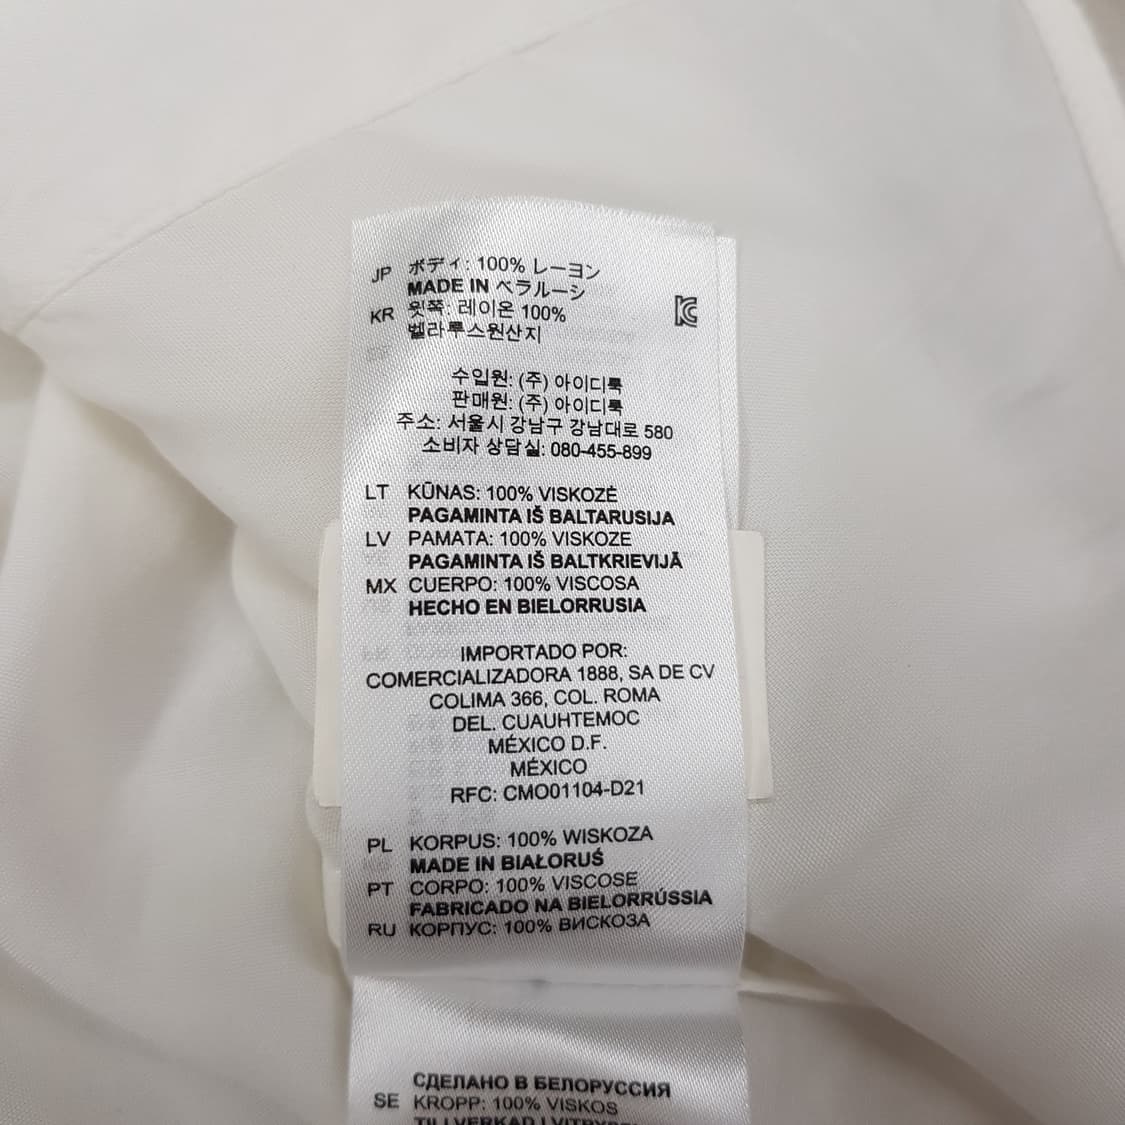 JP ボディ: 100% レーヨン
MADE IN ベラルーシ
KR 윗쪽: 레이온 100%
벨라루스원산지
수입원: (주) 아이디룩
판매원: (주) 아이디룩
주소: 서울시 강남구 강남대로 580
소비자 상담실: 080-455-899
LT KŪNAS: 100% VISKOZĖ
PAGAMINTA IŠ BALTARUSIJA
LV PAMATA: 100% VISKOZE
PAGAMINTA IŠ BALTKRIEVIJĀ
MX CUERPO: 100% VISCOSA
HECHO EN BIELORRUSIA
IMPORTADO POR:
COMERCIALIZADORA 1888, SA DE CV
COLIMA 366, COL. ROMA
DEL. CUAUHTEMOC
MÉXICO D.F.
MÉXICO
RFC: CMO01104-D21
PL KORPUS: 100% WISKOZA
MADE IN BIAŁORUŚ
PT CORPO: 100% VISCOSE
FABRICADO NA BIELORRÚSSIA
RU КОРПУС: 100% ВИСКОЗА
СДЕЛАНО В БЕЛОРУССИЯ
SE KROPP: 100% VISKOS
TILLVERKAD I